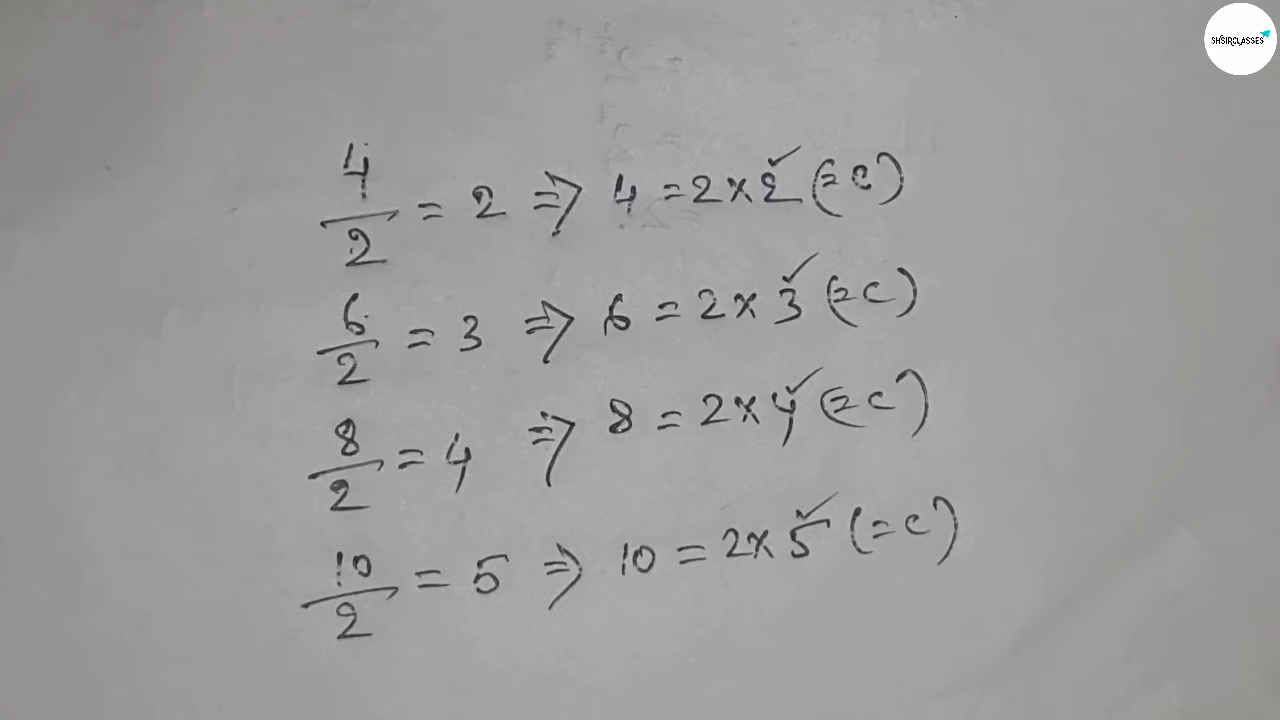 SHSIRCLASSES
4/2 = 2 ⇒ 4 = 2 × 2 ✓ (= c)
6/2 = 3 ⇒ 6 = 2 × 3 ✓ (= c)
8/2 = 4 ⇒ 8 = 2 × 4 ✓ (= c)
10/2 = 5 ⇒ 10 = 2 × 5 ✓ (= c)